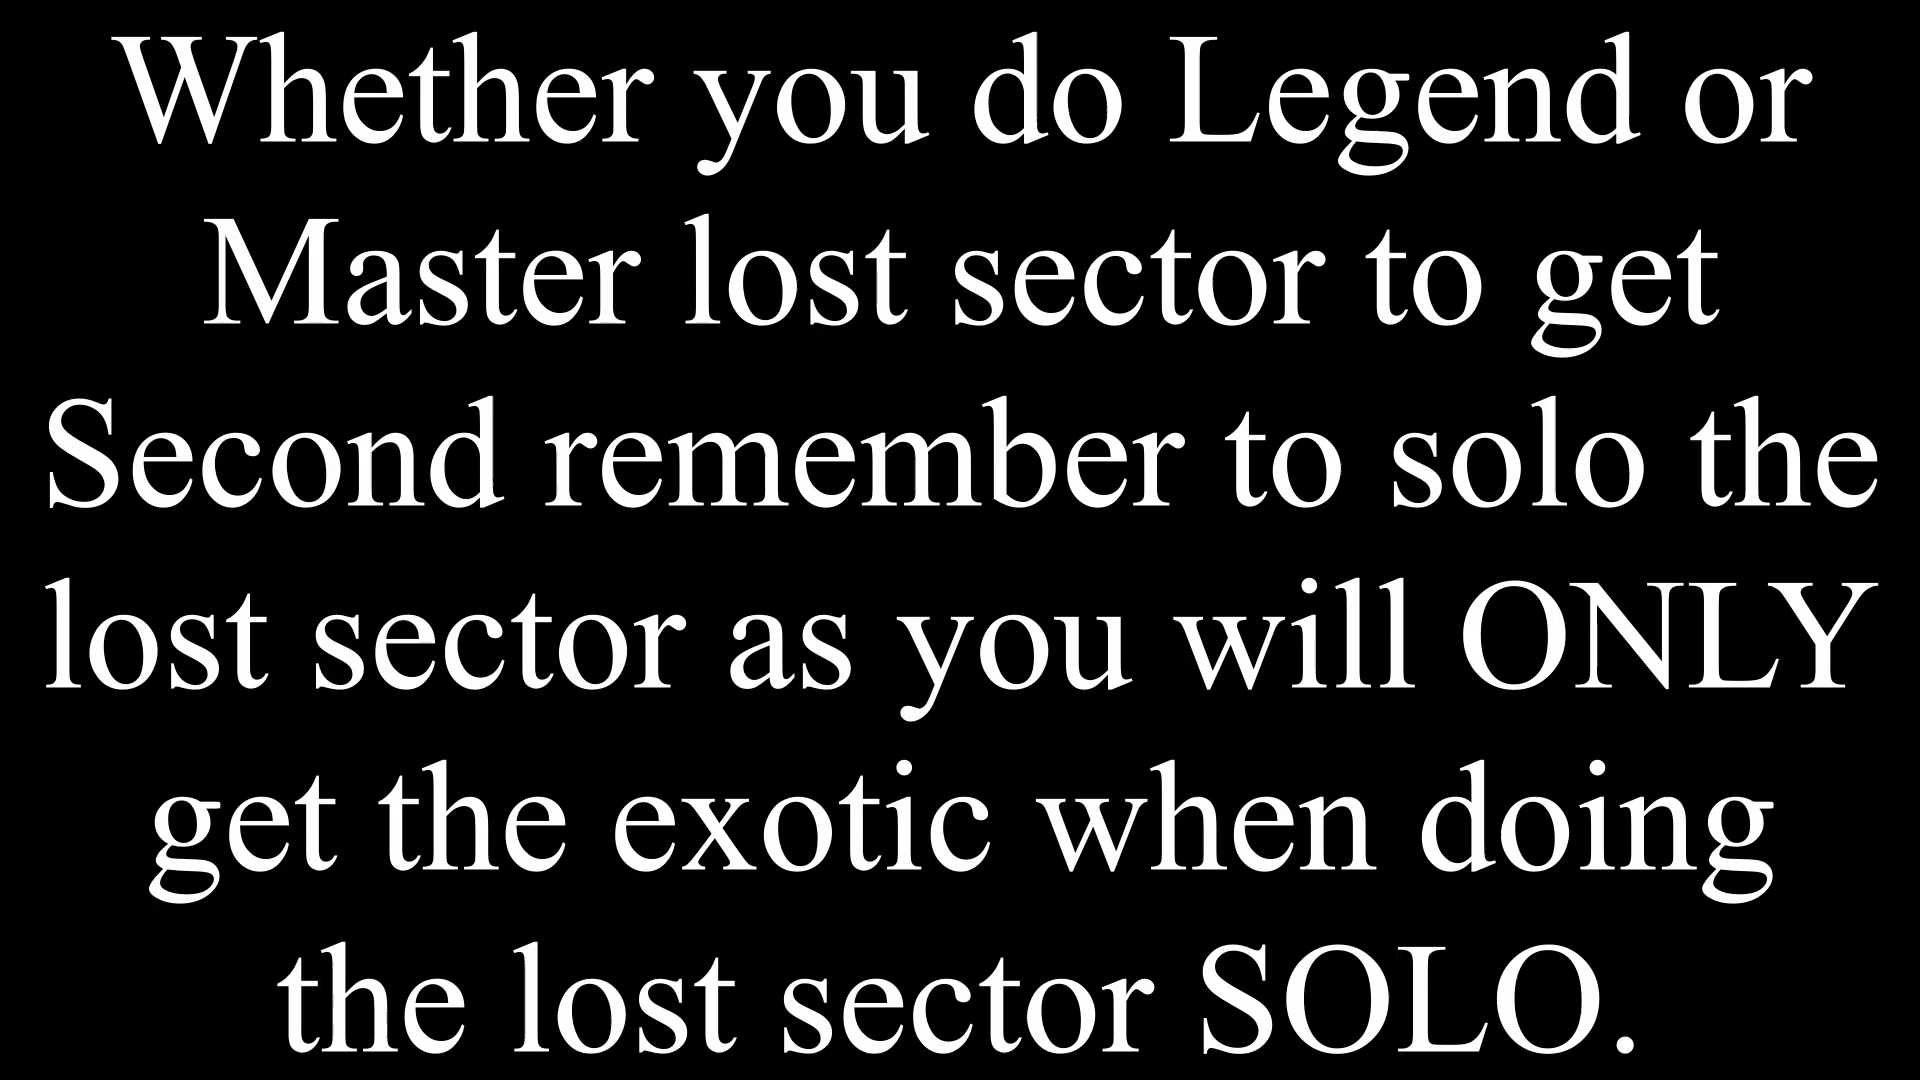 Whether you do Legend or
Master lost sector to get
Second remember to solo the
lost sector as you will ONLY
get the exotic when doing
the lost sector SOLO.